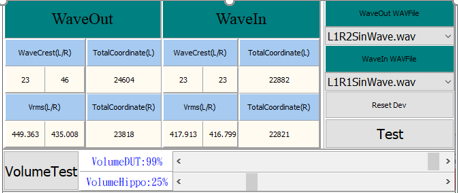 WaveOut WaveIn WaveOut WAVFile
WaveCrest(L/R) TotalCoordinate(L) WaveCrest(L/R) TotalCoordinate(L) L1R2SinWave.wav
WaveIn WAVFile
23 46 24604 23 23 22882 L1R1SinWave.wav
Vrms(L/R) TotalCoordinate(R) Vrms(L/R) TotalCoordinate(R) Reset Dev
449.363 435.008 23818 417.913 416.799 22821 Test
VolumeTest VolumeDUT:99%
VolumeHippo:25%